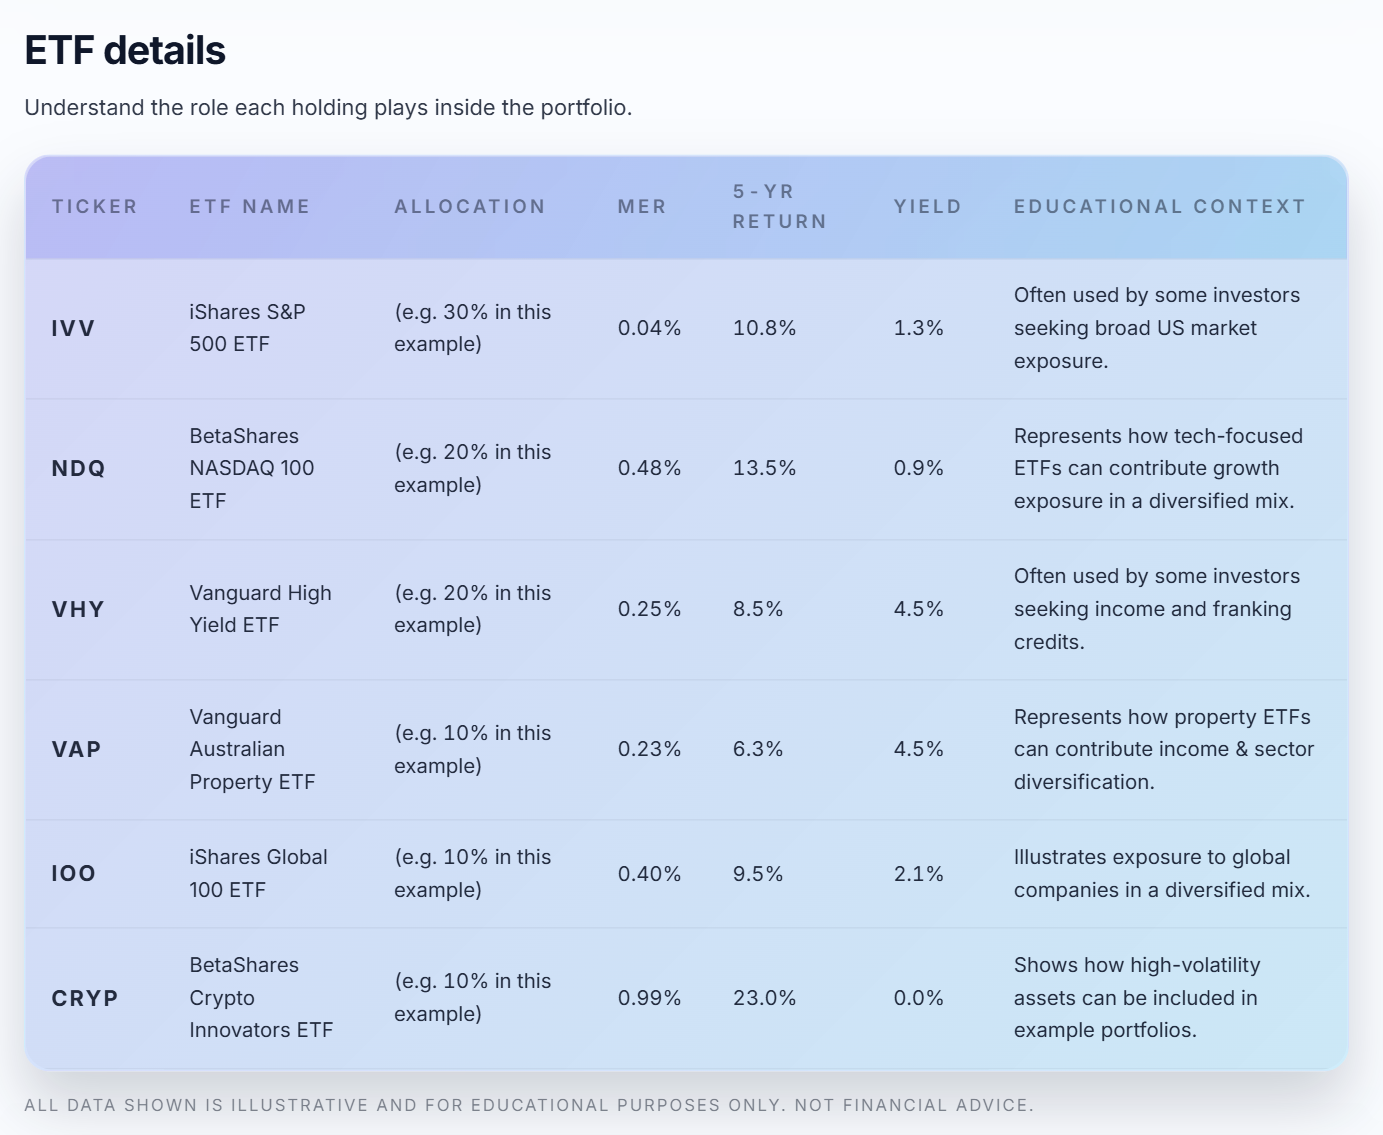 ETF details
Understand the role each holding plays inside the portfolio.
TICKER ETF NAME ALLOCATION MER 5-YR RETURN YIELD EDUCATIONAL CONTEXT
IVV
iShares S&P
500 ETF
(e.g. 30% in this
example)
0.04%
10.8%
1.3%
Often used by some investors
seeking broad US market
exposure.
NDQ
BetaShares
NASDAQ 100
ETF
(e.g. 20% in this
example)
0.48%
13.5%
0.9%
Represents how tech-focused
ETFs can contribute growth
exposure in a diversified mix.
VHY
Vanguard High
Yield ETF
(e.g. 20% in this
example)
0.25%
8.5%
4.5%
Often used by some investors
seeking income and franking
credits.
VAP
Vanguard
Australian
Property ETF
(e.g. 10% in this
example)
0.23%
6.3%
4.5%
Represents how property ETFs
can contribute income & sector
diversification.
IOO
iShares Global
100 ETF
(e.g. 10% in this
example)
0.40%
9.5%
2.1%
Illustrates exposure to global
companies in a diversified mix.
CRYP
BetaShares
Crypto
Innovators ETF
(e.g. 10% in this
example)
0.99%
23.0%
0.0%
Shows how high-volatility
assets can be included in
example portfolios.
ALL DATA SHOWN IS ILLUSTRATIVE AND FOR EDUCATIONAL PURPOSES ONLY. NOT FINANCIAL ADVICE.